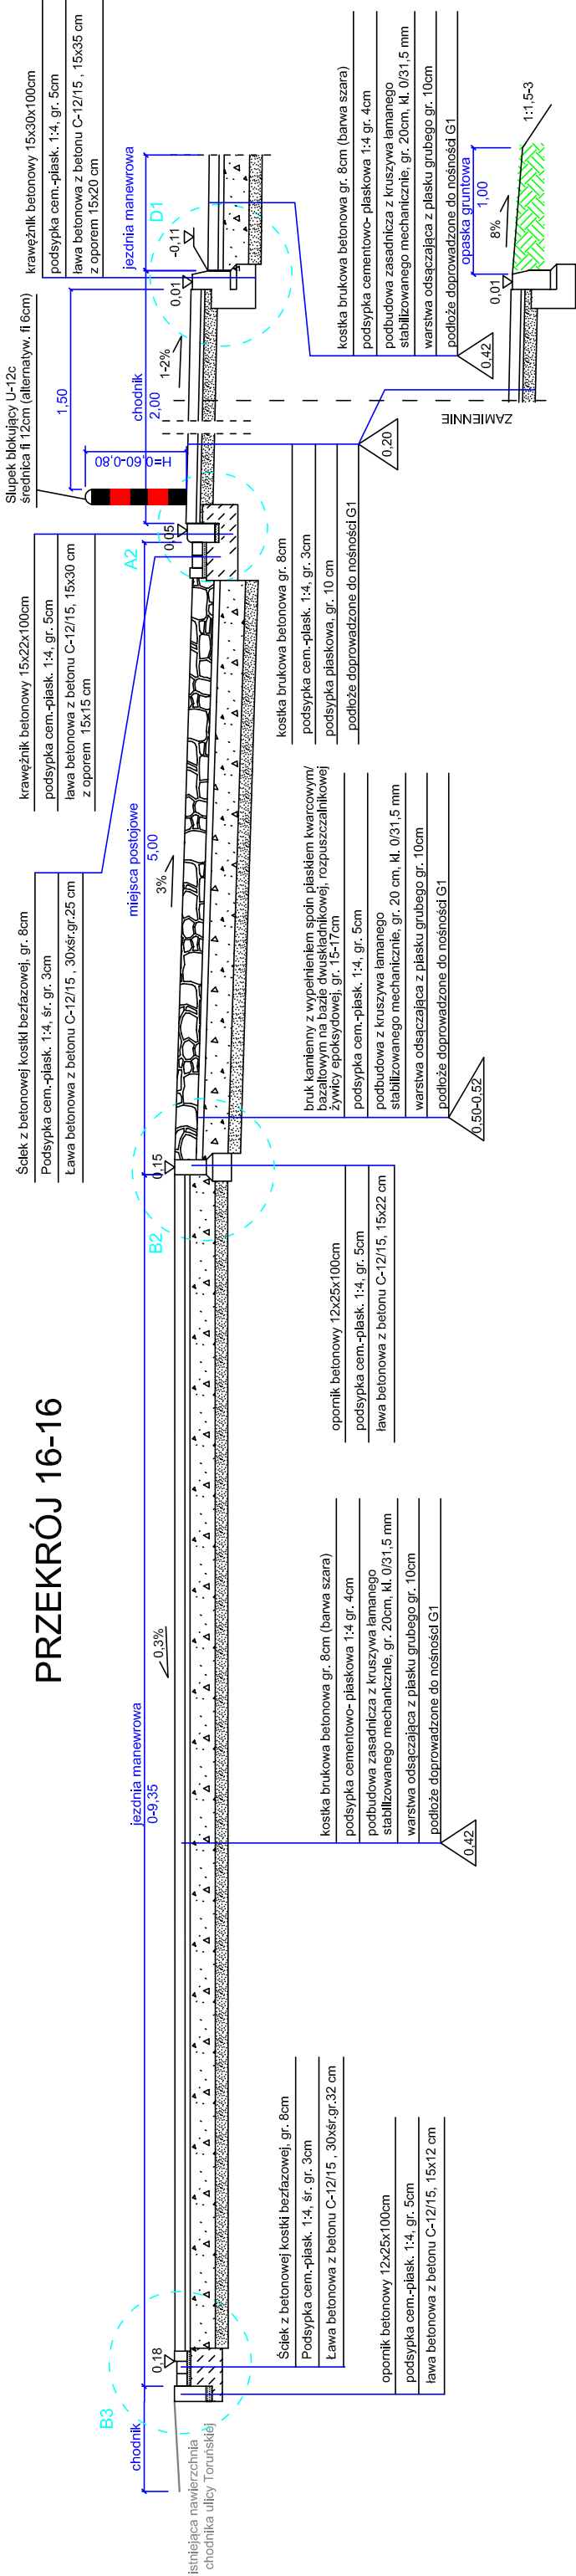 PRZEKRÓJ 16-16
istniejąca nawierzchnia
chodnika ulicy Toruńskiej
chodnik
B3
0,18
Ściek z betonowej kostki bezfazowej, gr. 8cm
Podsypka cem.-piask. 1:4, śr. gr. 3cm
Ława betonowa z betonu C-12/15 , 30xśr.gr.32 cm
opornik betonowy 12x25x100cm
podsypka cem.-piask. 1:4, gr. 5cm
ława betonowa z betonu C-12/15, 15x12 cm
jezdnia manewrowa
0-9,35
0,3%
kostka brukowa betonowa gr. 8cm (barwa szara)
podsypka cementowo- piaskowa 1:4 gr. 4cm
podbudowa zasadnicza z kruszywa łamanego
stabilizowanego mechanicznie, gr. 20cm, kl. 0/31,5 mm
warstwa odsączająca z piasku grubego gr. 10cm
podłoże doprowadzone do nośności G1
0,42
B2
0,15
opornik betonowy 12x25x100cm
podsypka cem.-piask. 1:4, gr. 5cm
ława betonowa z betonu C-12/15, 15x22 cm
Ściek z betonowej kostki bezfazowej, gr. 8cm
Podsypka cem.-piask. 1:4, śr. gr. 3cm
Ława betonowa z betonu C-12/15 , 30xśr.gr.25 cm
miejsca postojowe
5,00
3%
bruk kamienny z wypełnieniem spoin piaskiem kwarcowym/
bazaltowym na bazie dwuskładnikowej, rozpuszczalnikowej
żywicy epoksydowej, gr. 15-17cm
podsypka cem.-piask. 1:4, gr. 5cm
podbudowa z kruszywa łamanego
stabilizowanego mechanicznie, gr. 20 cm, kl. 0/31,5 mm
warstwa odsączająca z piasku grubego gr. 10cm
podłoże doprowadzone do nośności G1
0,50-0,52
krawężnik betonowy 15x22x100cm
podsypka cem.-piask. 1:4, gr. 5cm
ława betonowa z betonu C-12/15, 15x30 cm
z oporem 15x15 cm
A2
0,05
kostka brukowa betonowa gr. 8cm
podsypka cem.-piask. 1:4, gr. 3cm
podsypka piaskowa, gr. 10 cm
podłoże doprowadzone do nośności G1
0,20
Słupek blokujący U-12c
średnica fi 12cm (alternatyw. fi 6cm)
1,50
H=0,60-0,80
chodnik
2,00
1-2%
krawężnik betonowy 15x30x100cm
podsypka cem.-piask. 1:4, gr. 5cm
ława betonowa z betonu C-12/15 , 15x35 cm
z oporem 15x20 cm
0,01
D1
-0,11
jezdnia manewrowa
kostka brukowa betonowa gr. 8cm (barwa szara)
podsypka cementowo- piaskowa 1:4 gr. 4cm
podbudowa zasadnicza z kruszywa łamanego
stabilizowanego mechanicznie, gr. 20cm, kl. 0/31,5 mm
warstwa odsączająca z piasku grubego gr. 10cm
podłoże doprowadzone do nośności G1
0,42
ZAMIENNIE
0,01
opaska gruntowa
1,00
8%
1:1,5-3